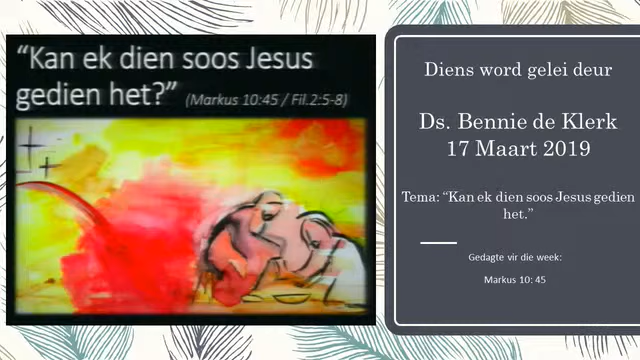 “Kan ek dien soos Jesus
gedien het?” (Markus 10:45 / Fil.2:5-8)
Diens word gelei deur
Ds. Bennie de Klerk
17 Maart 2019
Tema: “Kan ek dien soos Jesus gedien
het.”
Gedagte vir die week:
Markus 10: 45